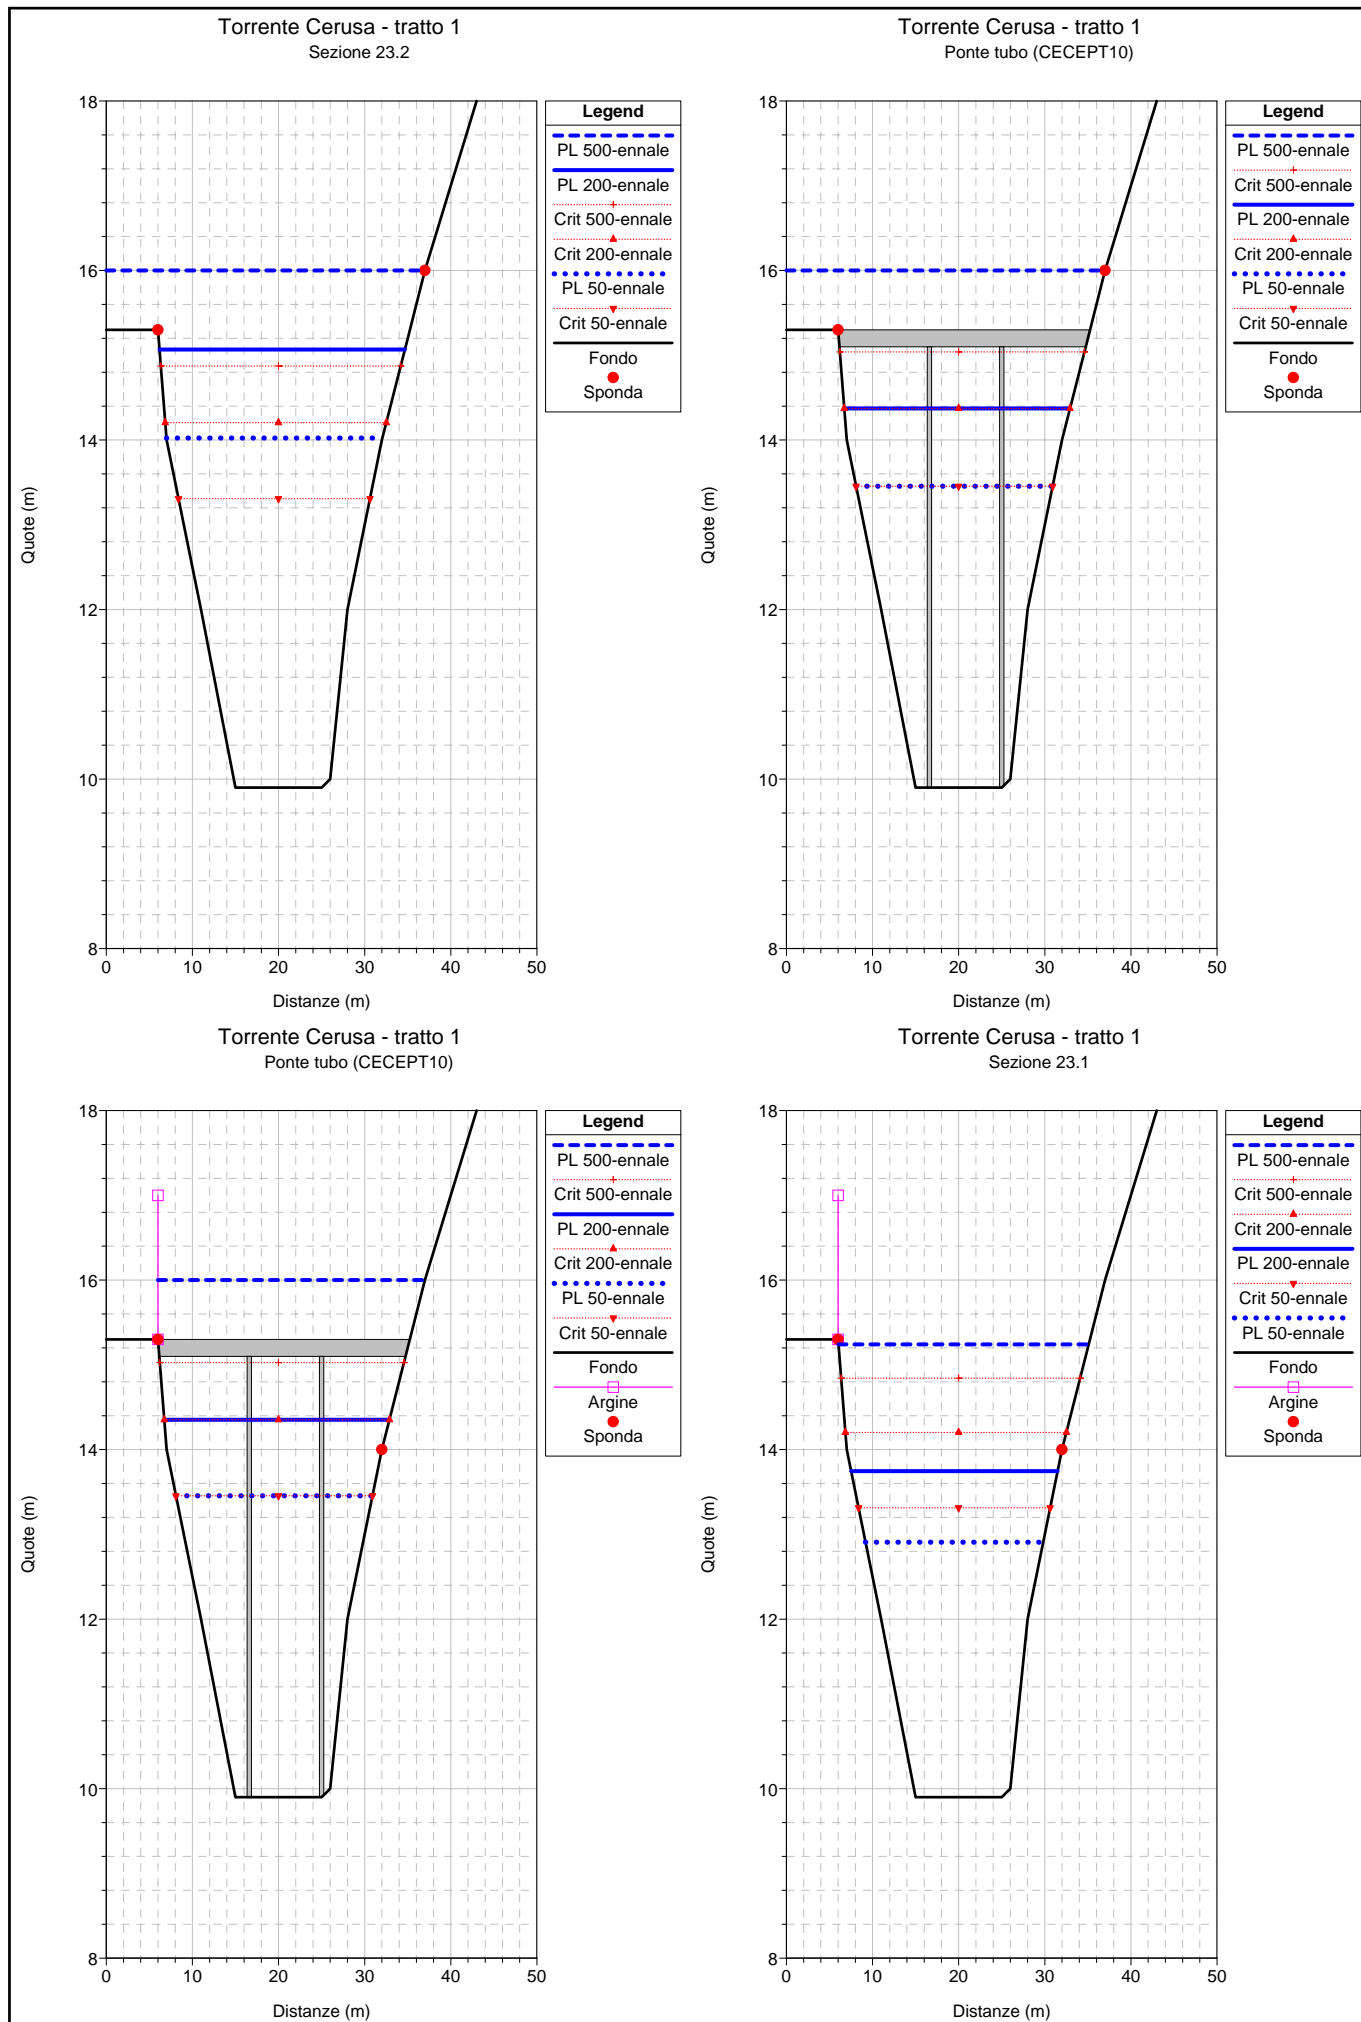 Torrente Cerusa - tratto 1
Sezione 23.2
Quote (m)
18
16
14
12
10
8
0 10 20 30 40 50
Distanze (m)
Legend
PL 500-ennale
PL 200-ennale
Crit 500-ennale
Crit 200-ennale
PL 50-ennale
Crit 50-ennale
Fondo
Sponda
Torrente Cerusa - tratto 1
Ponte tubo (CECEPT10)
Quote (m)
18
16
14
12
10
8
0 10 20 30 40 50
Distanze (m)
Legend
PL 500-ennale
Crit 500-ennale
PL 200-ennale
Crit 200-ennale
PL 50-ennale
Crit 50-ennale
Fondo
Sponda
Torrente Cerusa - tratto 1
Ponte tubo (CECEPT10)
Quote (m)
18
16
14
12
10
8
0 10 20 30 40 50
Distanze (m)
Legend
PL 500-ennale
Crit 500-ennale
PL 200-ennale
Crit 200-ennale
PL 50-ennale
Crit 50-ennale
Fondo
Argine
Sponda
Torrente Cerusa - tratto 1
Sezione 23.1
Quote (m)
18
16
14
12
10
8
0 10 20 30 40 50
Distanze (m)
Legend
PL 500-ennale
Crit 500-ennale
Crit 200-ennale
PL 200-ennale
Crit 50-ennale
PL 50-ennale
Fondo
Argine
Sponda